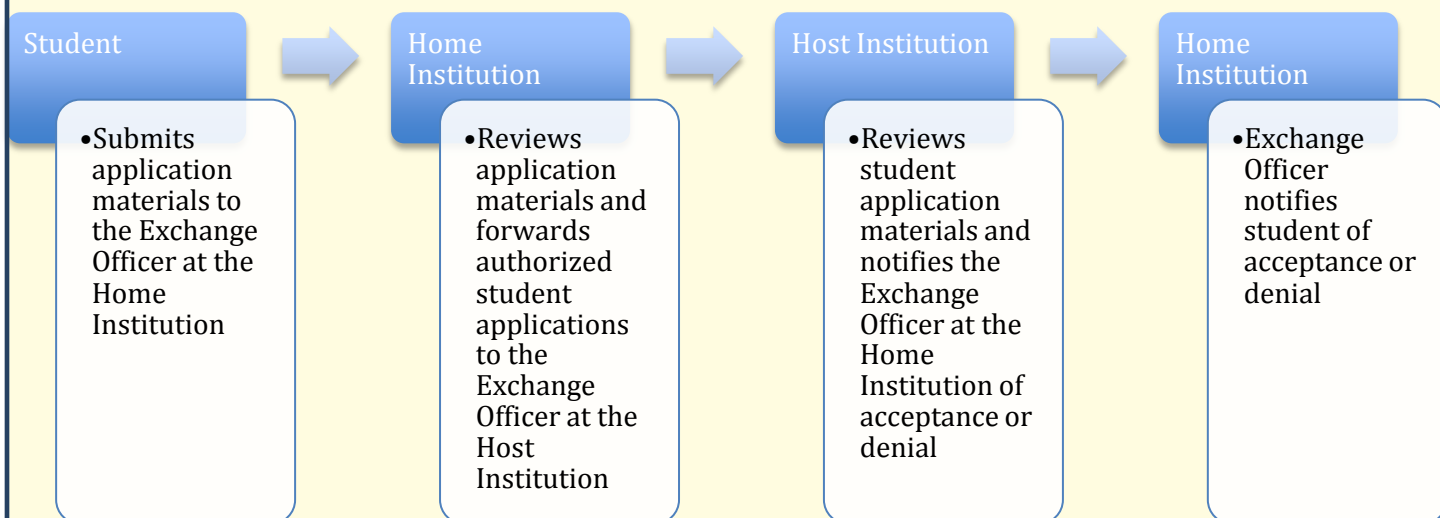 Student
•Submits
application
materials to
the Exchange
Officer at the
Home
Institution
Home
Institution
•Reviews
application
materials and
forwards
authorized
student
applications
to the
Exchange
Officer at the
Host
Institution
Host Institution
•Reviews
student
application
materials and
notifies the
Exchange
Officer at the
Home
Institution of
acceptance or
denial
Home
Institution
•Exchange
Officer
notifies
student of
acceptance or
denial